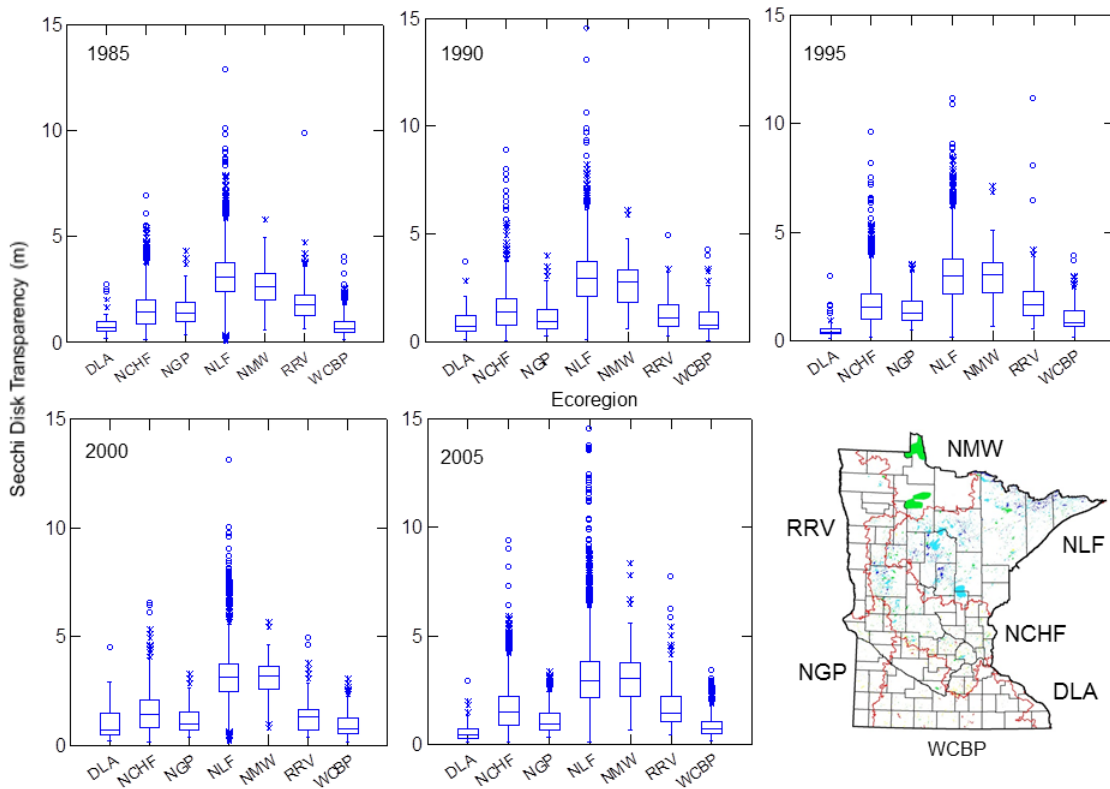 Secchi Disk Transparency (m)
15
10
5
0
1985
DLA
NCHF
NGP
NLF
NMW
RRV
WCBP
15
10
5
0
1990
DLA
NCHF
NGP
NLF
NMW
RRV
WCBP
15
10
5
0
1995
DLA
NCHF
NGP
NLF
NMW
RRV
WCBP
Ecoregion
15
10
5
0
2000
DLA
NCHF
NGP
NLF
NMW
RRV
WCBP
15
10
5
0
2005
DLA
NCHF
NGP
NLF
NMW
RRV
WCBP
NMW
RRV
NLF
NCHF
NGP
DLA
WCBP